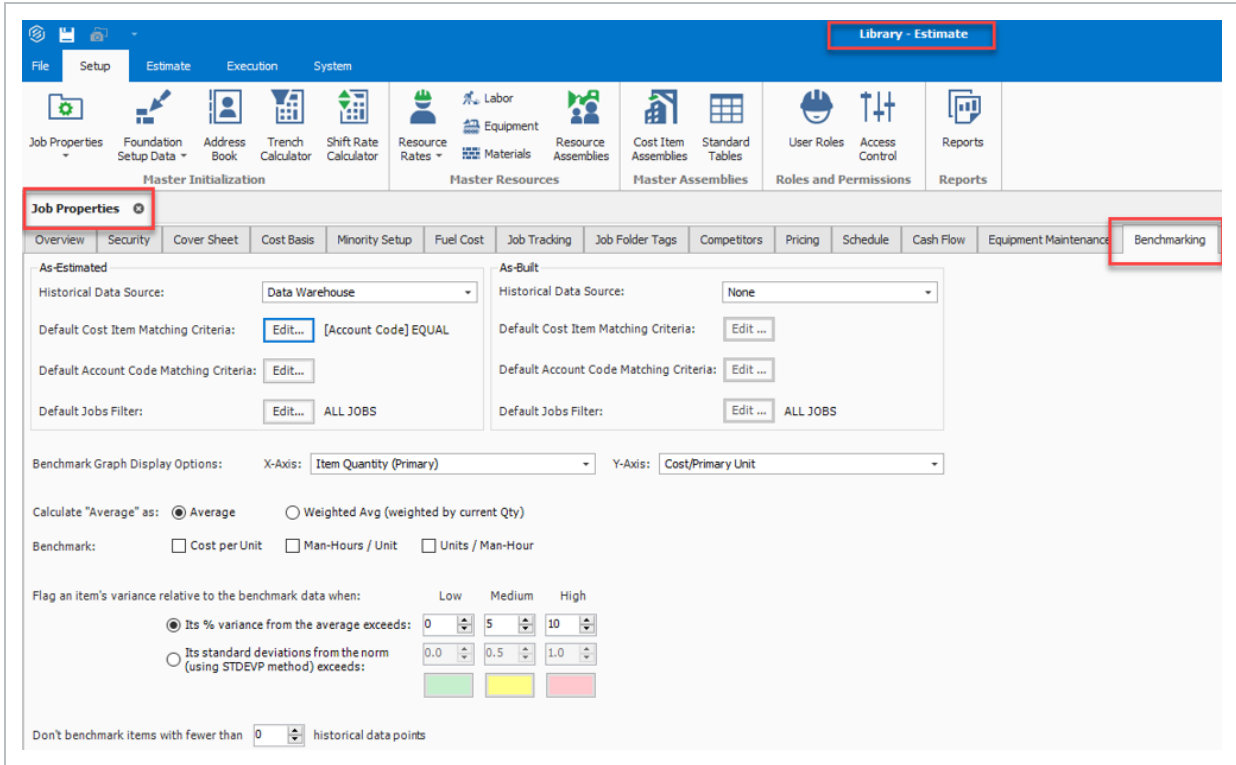 Library - Estimate
File Setup Estimate Execution System
Job Properties
Foundation Setup Data
Address Book
Trench Calculator
Shift Rate Calculator
Resource Rates
Labor
Equipment
Materials
Resource Assemblies
Cost Item Assemblies
Standard Tables
User Roles
Access Control
Reports
Master Initialization Master Resources Master Assemblies Roles and Permissions Reports
Job Properties
Overview Security Cover Sheet Cost Basis Minority Setup Fuel Cost Job Tracking Job Folder Tags Competitors Pricing Schedule Cash Flow Equipment Maintenance Benchmarking
As-Estimated
Historical Data Source: Data Warehouse
Default Cost Item Matching Criteria: Edit... [Account Code] EQUAL
Default Account Code Matching Criteria: Edit...
Default Jobs Filter: Edit... ALL JOBS
As-Built
Historical Data Source: None
Default Cost Item Matching Criteria: Edit ...
Default Account Code Matching Criteria: Edit ...
Default Jobs Filter: Edit ... ALL JOBS
Benchmark Graph Display Options: X-Axis: Item Quantity (Primary) Y-Axis: Cost/Primary Unit
Calculate "Average" as: Average Weighted Avg (weighted by current Qty)
Benchmark: Cost per Unit Man-Hours / Unit Units / Man-Hour
Flag an item's variance relative to the benchmark data when: Low Medium High
Its % variance from the average exceeds: 0 5 10
Its standard deviations from the norm
(using STDEVP method) exceeds: 0.0 0.5 1.0
Don't benchmark items with fewer than 0 historical data points